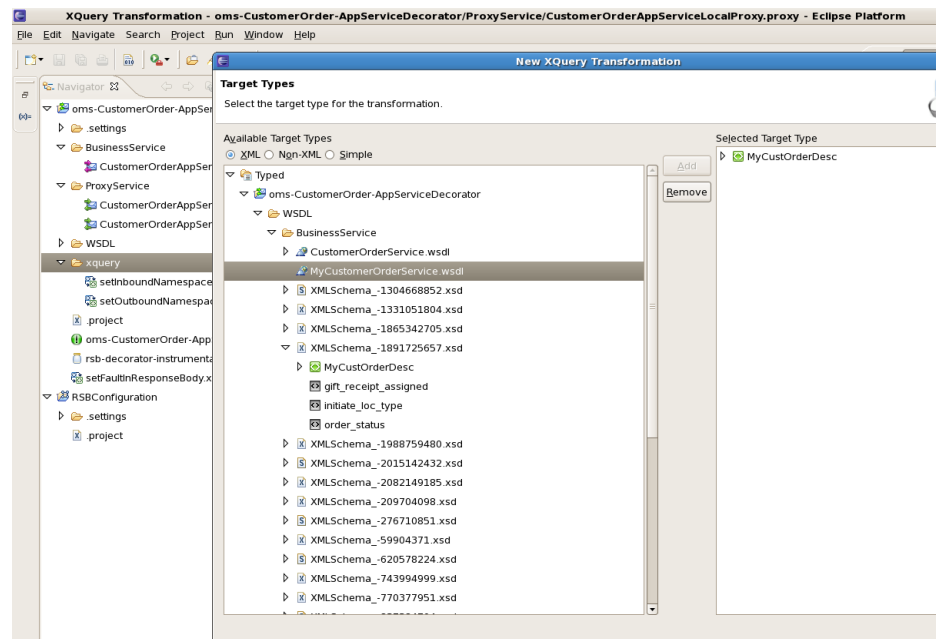 XQuery Transformation - oms-CustomerOrder-AppServiceDecorator/ProxyService/CustomerOrderAppServiceLocalProxy.proxy - Eclipse Platform
File Edit Navigate Search Project Run Window Help
New XQuery Transformation
Navigator
oms-CustomerOrder-AppSer
.settings
BusinessService
CustomerOrderAppSer
ProxyService
CustomerOrderAppSer
CustomerOrderAppSer
WSDL
xquery
setInboundNamespace
setOutboundNamespac
.project
oms-CustomerOrder-App
rsb-decorator-instrumenta
setFaultInResponseBody.x
RSBConfiguration
.settings
.project
Target Types
Select the target type for the transformation.
Available Target Types
XML Non-XML Simple
Typed
oms-CustomerOrder-AppServiceDecorator
WSDL
BusinessService
CustomerOrderService.wsdl
MyCustomerOrderService.wsdl
XMLSchema_-1304668852.xsd
XMLSchema_-1331051804.xsd
XMLSchema_-1865342705.xsd
XMLSchema_-1891725657.xsd
MyCustOrderDesc
gift_receipt_assigned
initiate_loc_type
order_status
XMLSchema_-1988759480.xsd
XMLSchema_-2015142432.xsd
XMLSchema_-2082149185.xsd
XMLSchema_-209704098.xsd
XMLSchema_-276710851.xsd
XMLSchema_-59904371.xsd
XMLSchema_-620578224.xsd
XMLSchema_-743994999.xsd
XMLSchema_-770377951.xsd
Add
Remove
Selected Target Type
MyCustOrderDesc